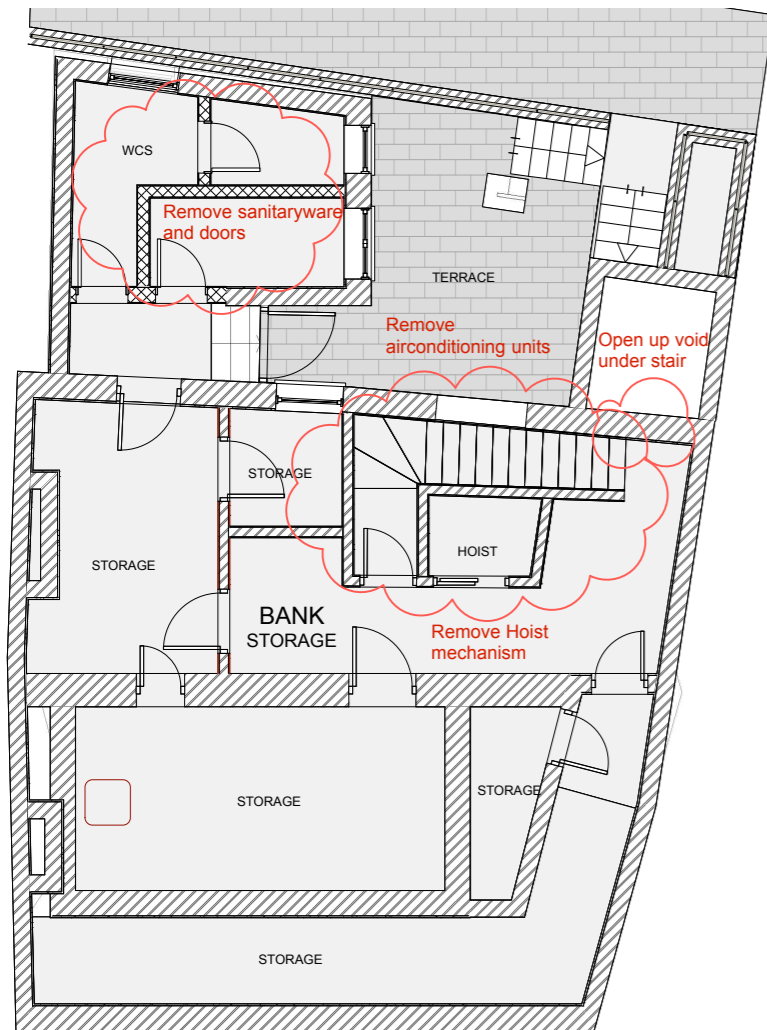 WCS
Remove sanitaryware
and doors
TERRACE
Remove
airconditioning units
Open up void
under stair
STORAGE
HOIST
STORAGE
BANK
STORAGE
Remove Hoist
mechanism
STORAGE
STORAGE
STORAGE